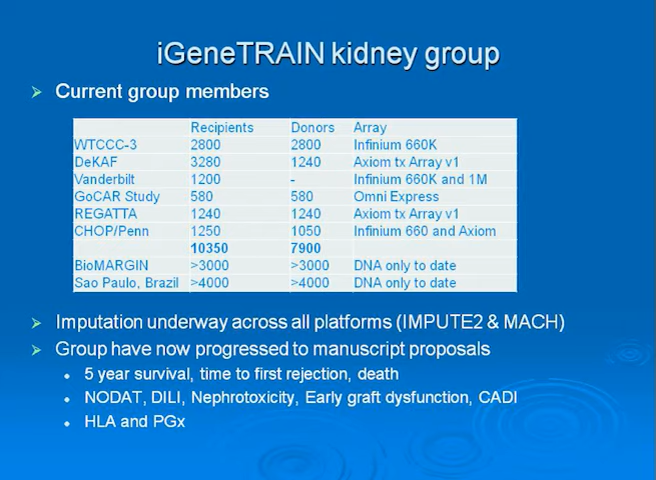 iGeneTRAIN kidney group
Current group members
Recipients Donors Array
WTCCC-3 2800 2800 Infinium 660K
DeKAF 3280 1240 Axiom tx Array v1
Vanderbilt 1200 - Infinium 660K and 1M
GoCAR Study 580 580 Omni Express
REGATTA 1240 1240 Axiom tx Array v1
CHOP/Penn 1250 1050 Infinium 660 and Axiom
10350 7900
BioMARGIN >3000 >3000 DNA only to date
Sao Paulo, Brazil >4000 >4000 DNA only to date
Imputation underway across all platforms (IMPUTE2 & MACH)
Group have now progressed to manuscript proposals
5 year survival, time to first rejection, death
NODAT, DILI, Nephrotoxicity, Early graft dysfunction, CADI
HLA and PGx